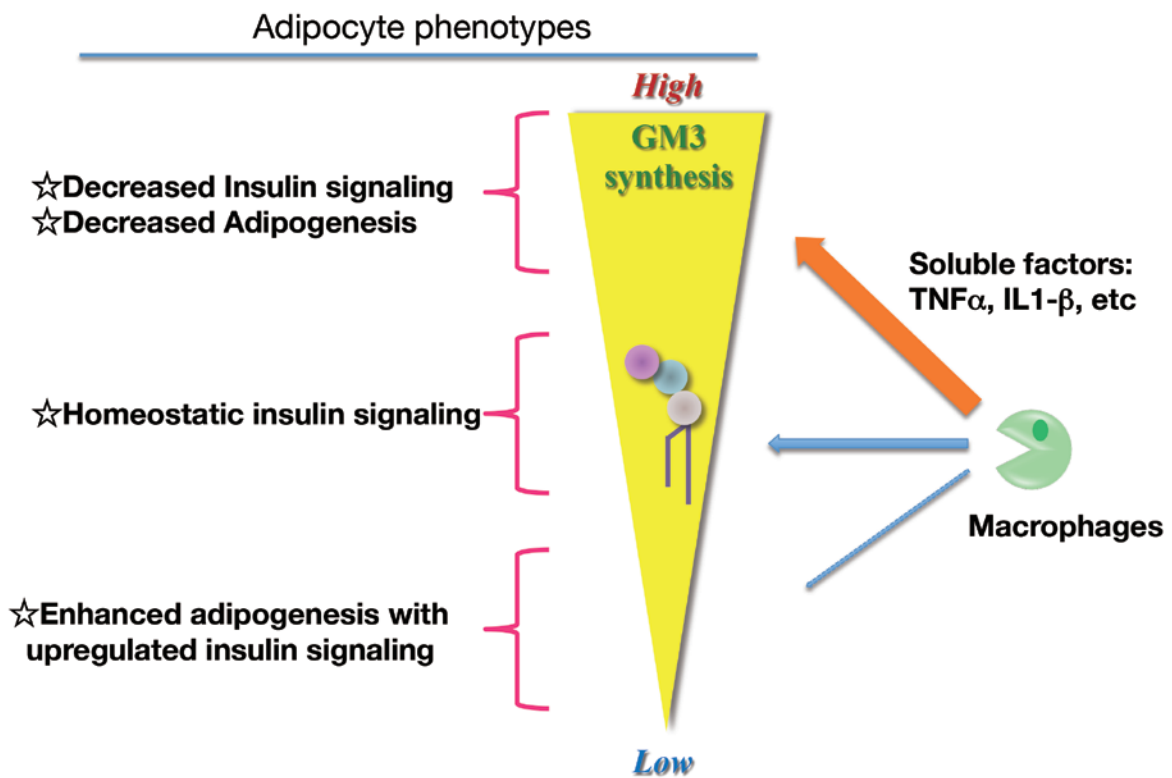 Adipocyte phenotypes
High
GM3
synthesis
☆Decreased Insulin signaling
☆Decreased Adipogenesis
Soluble factors:
TNFα, IL1-β, etc
☆Homeostatic insulin signaling
Macrophages
☆Enhanced adipogenesis with
upregulated insulin signaling
Low